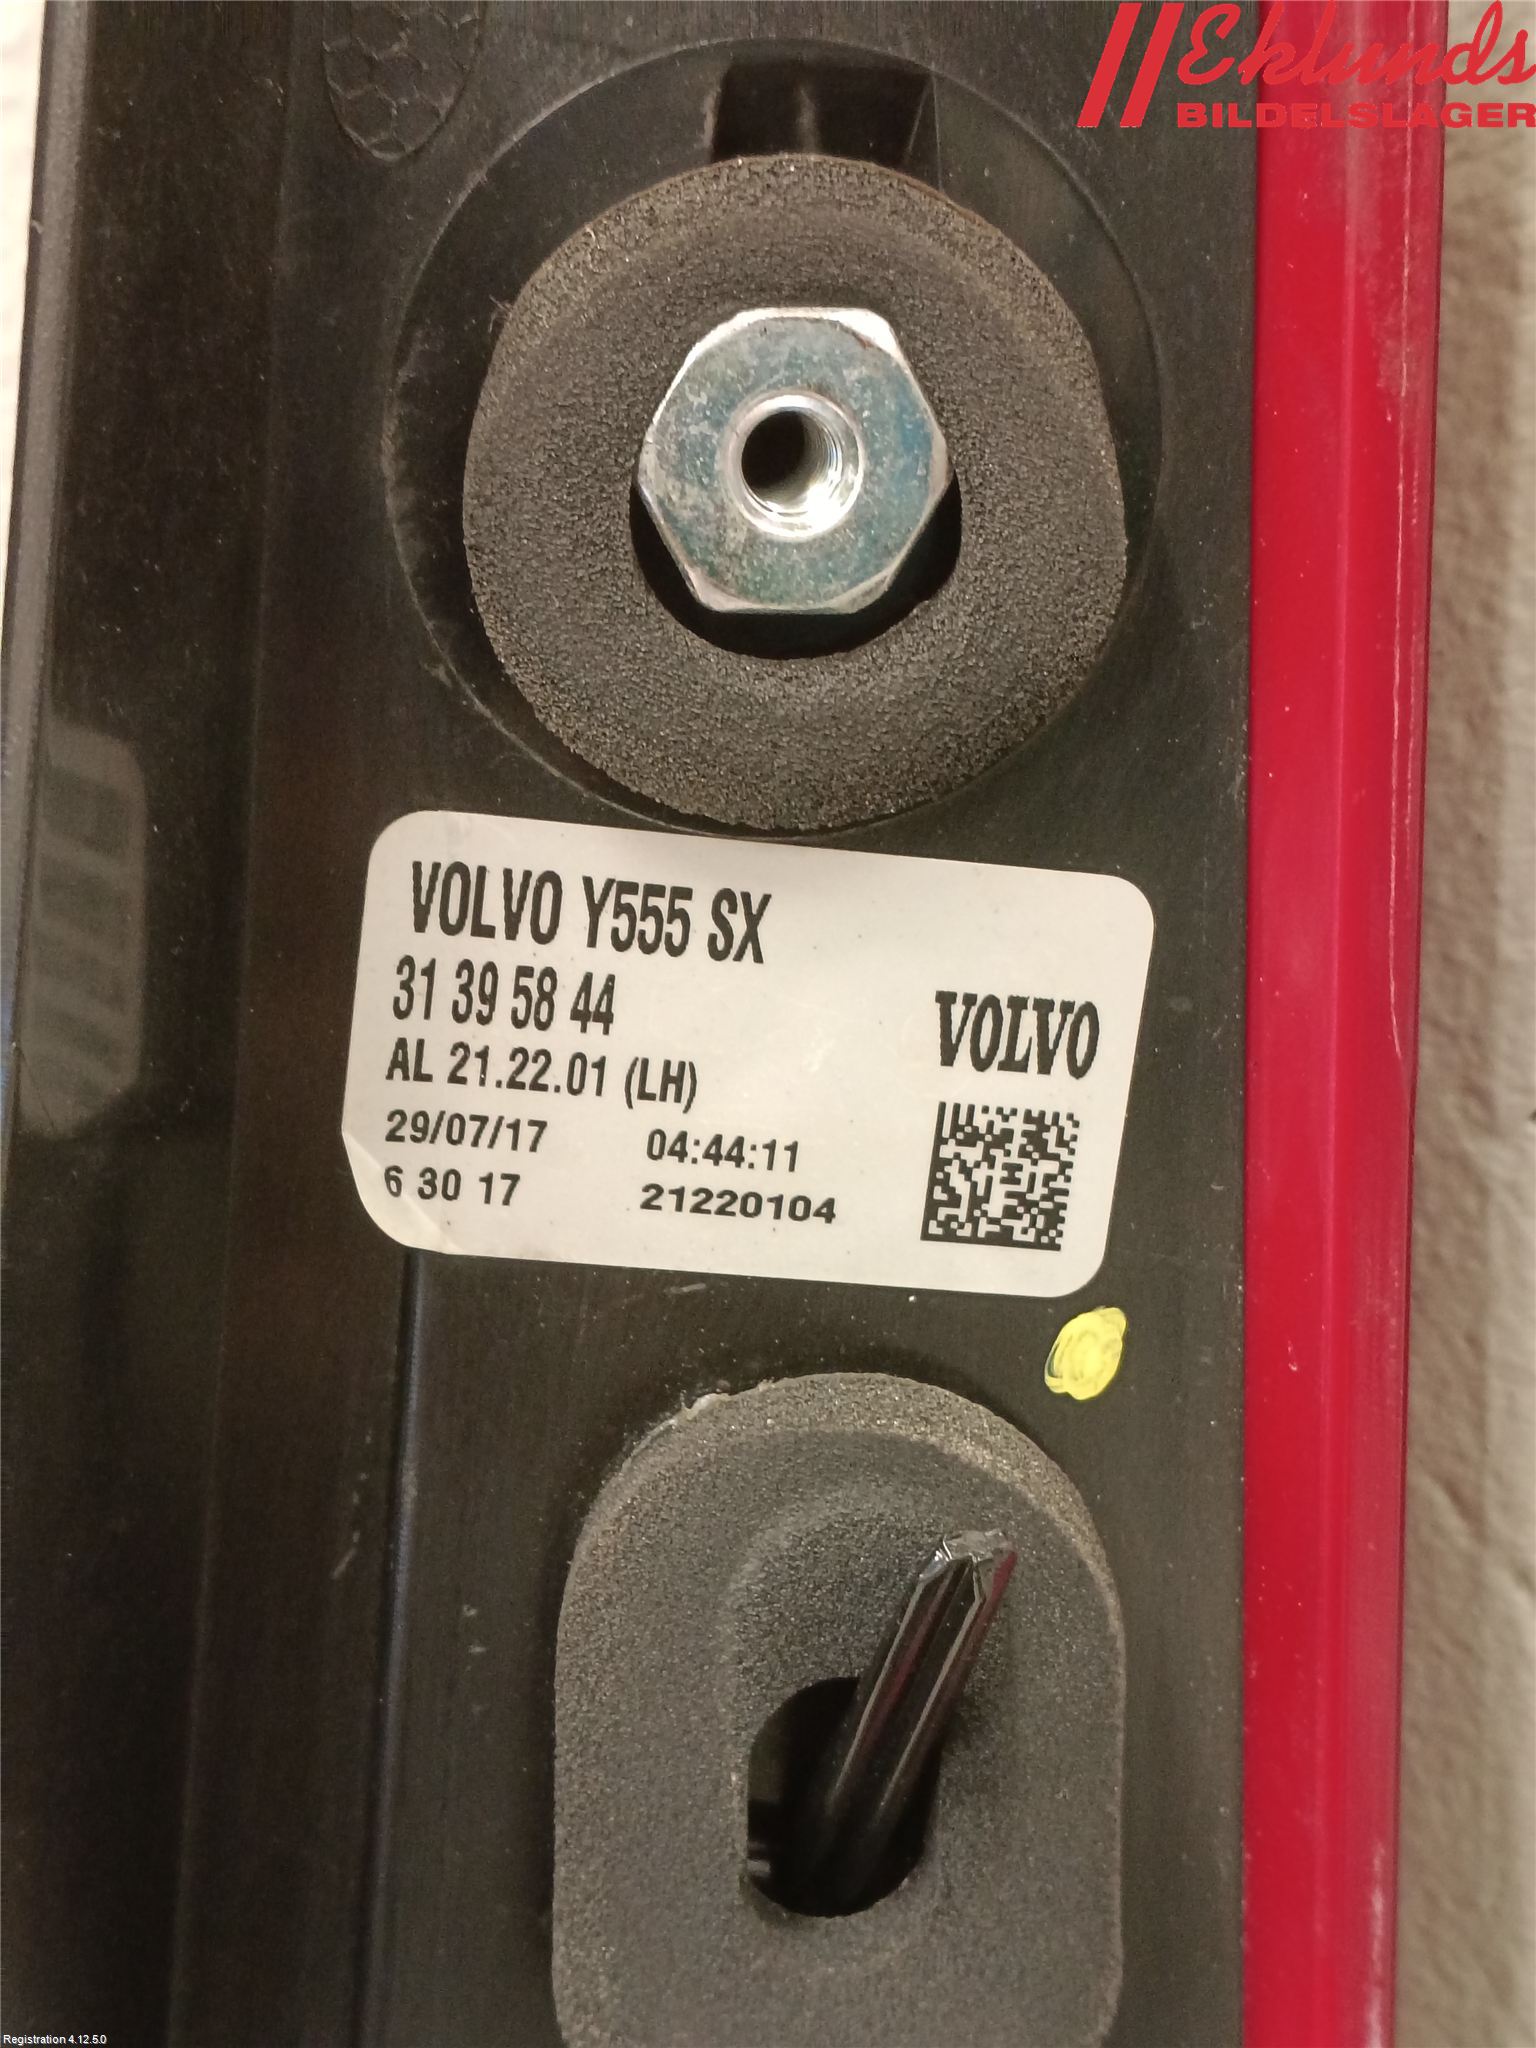 Eklunds
BILDELSLAGER
VOLVO Y555 SX
31 39 58 44
AL 21.22.01 (LH)
29/07/17 04:44:11
6 30 17 21220104
VOLVO
Registration 4.12.5.0